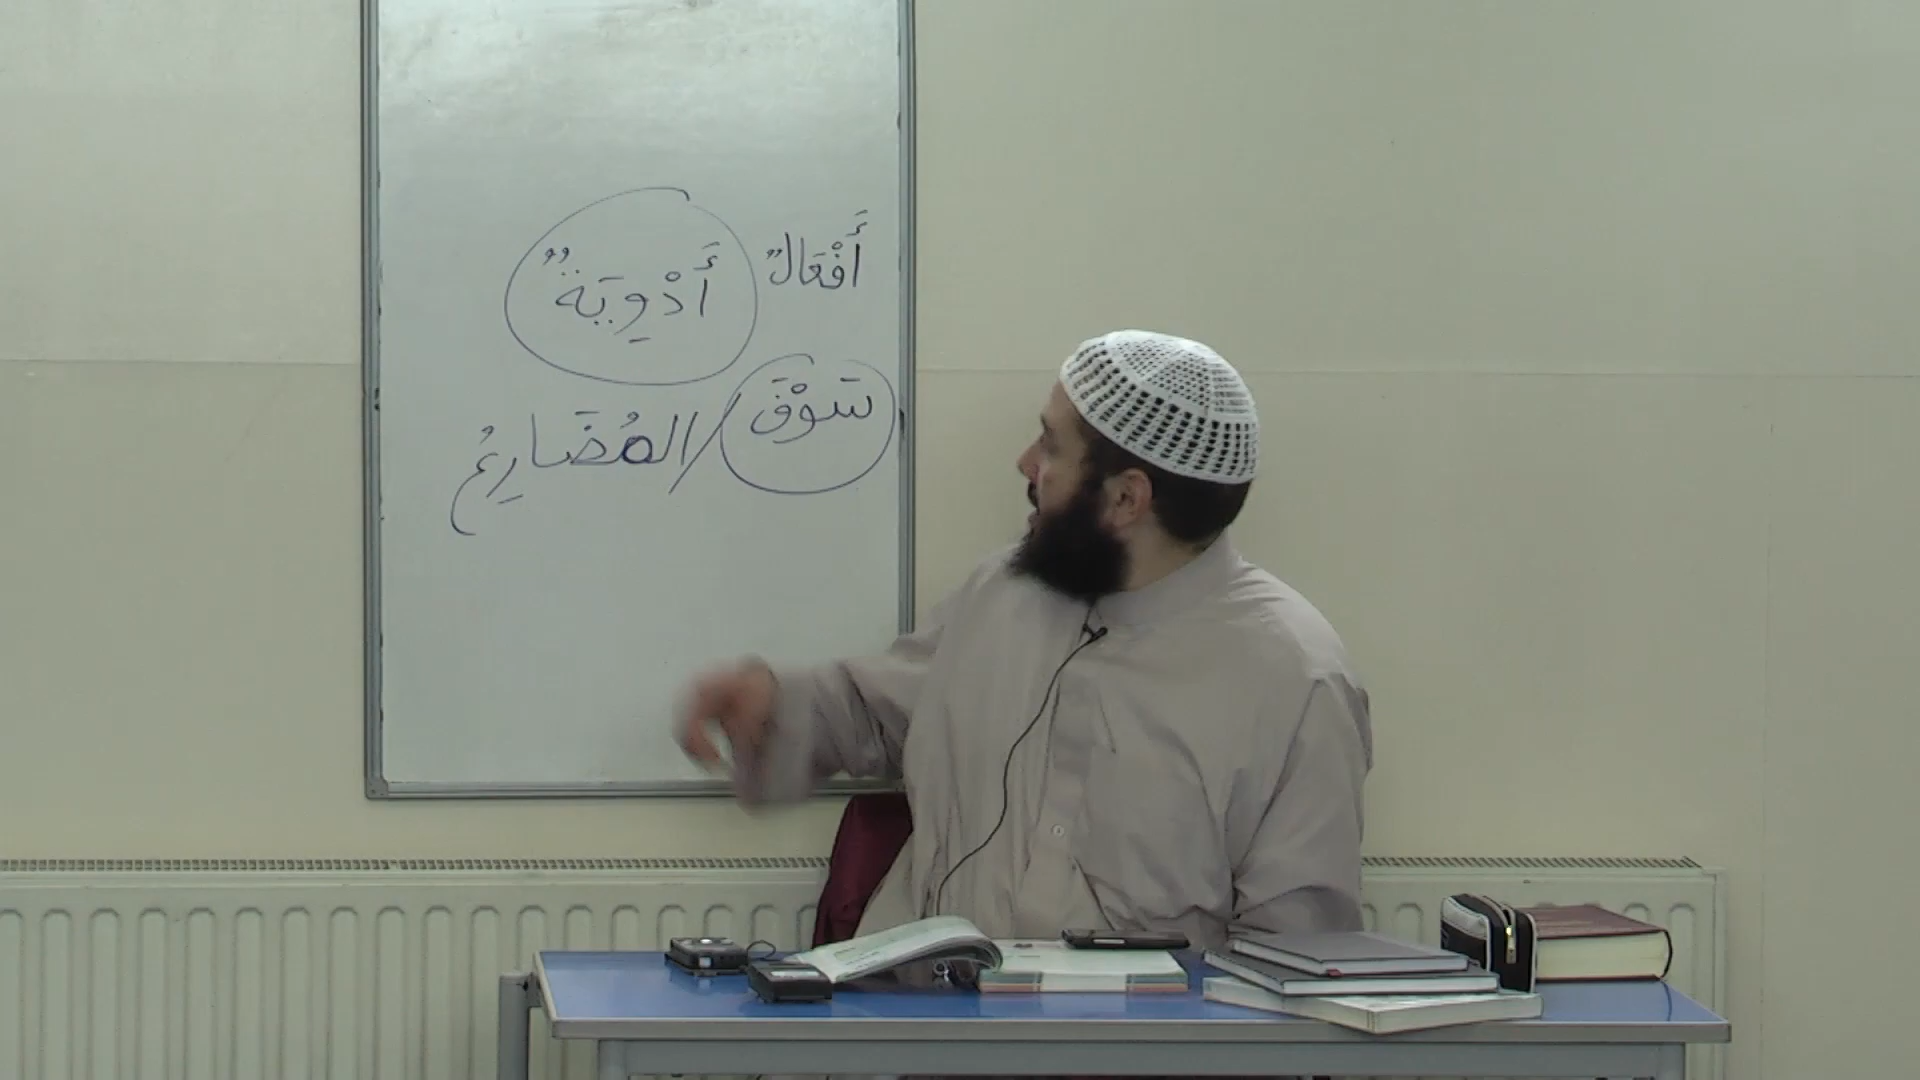 أَفْعَالٌ أَدْوِيَةٌ
سَوْفَ / المُضَارِعُ